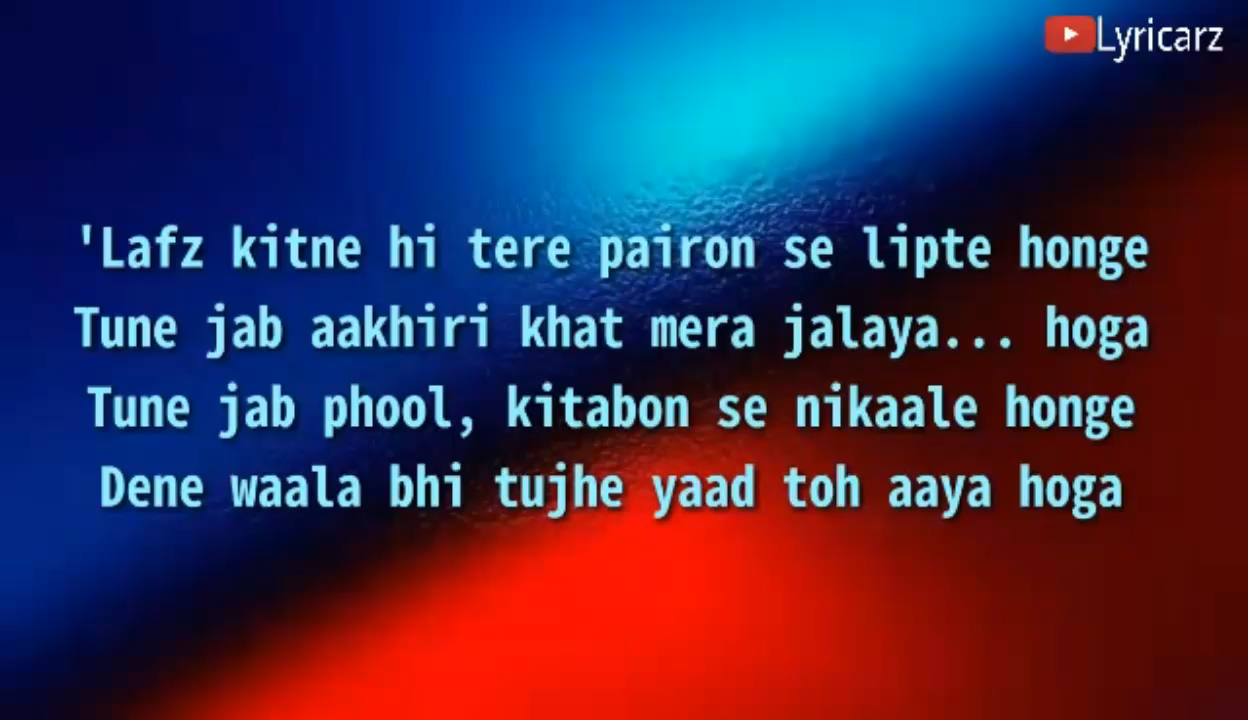 Lyricarz
'Lafz kitne hi tere pairon se lipte honge
Tune jab aakhiri khat mera jalaya... hoga
Tune jab phool, kitabon se nikaale honge
Dene waala bhi tujhe yaad toh aaya hoga